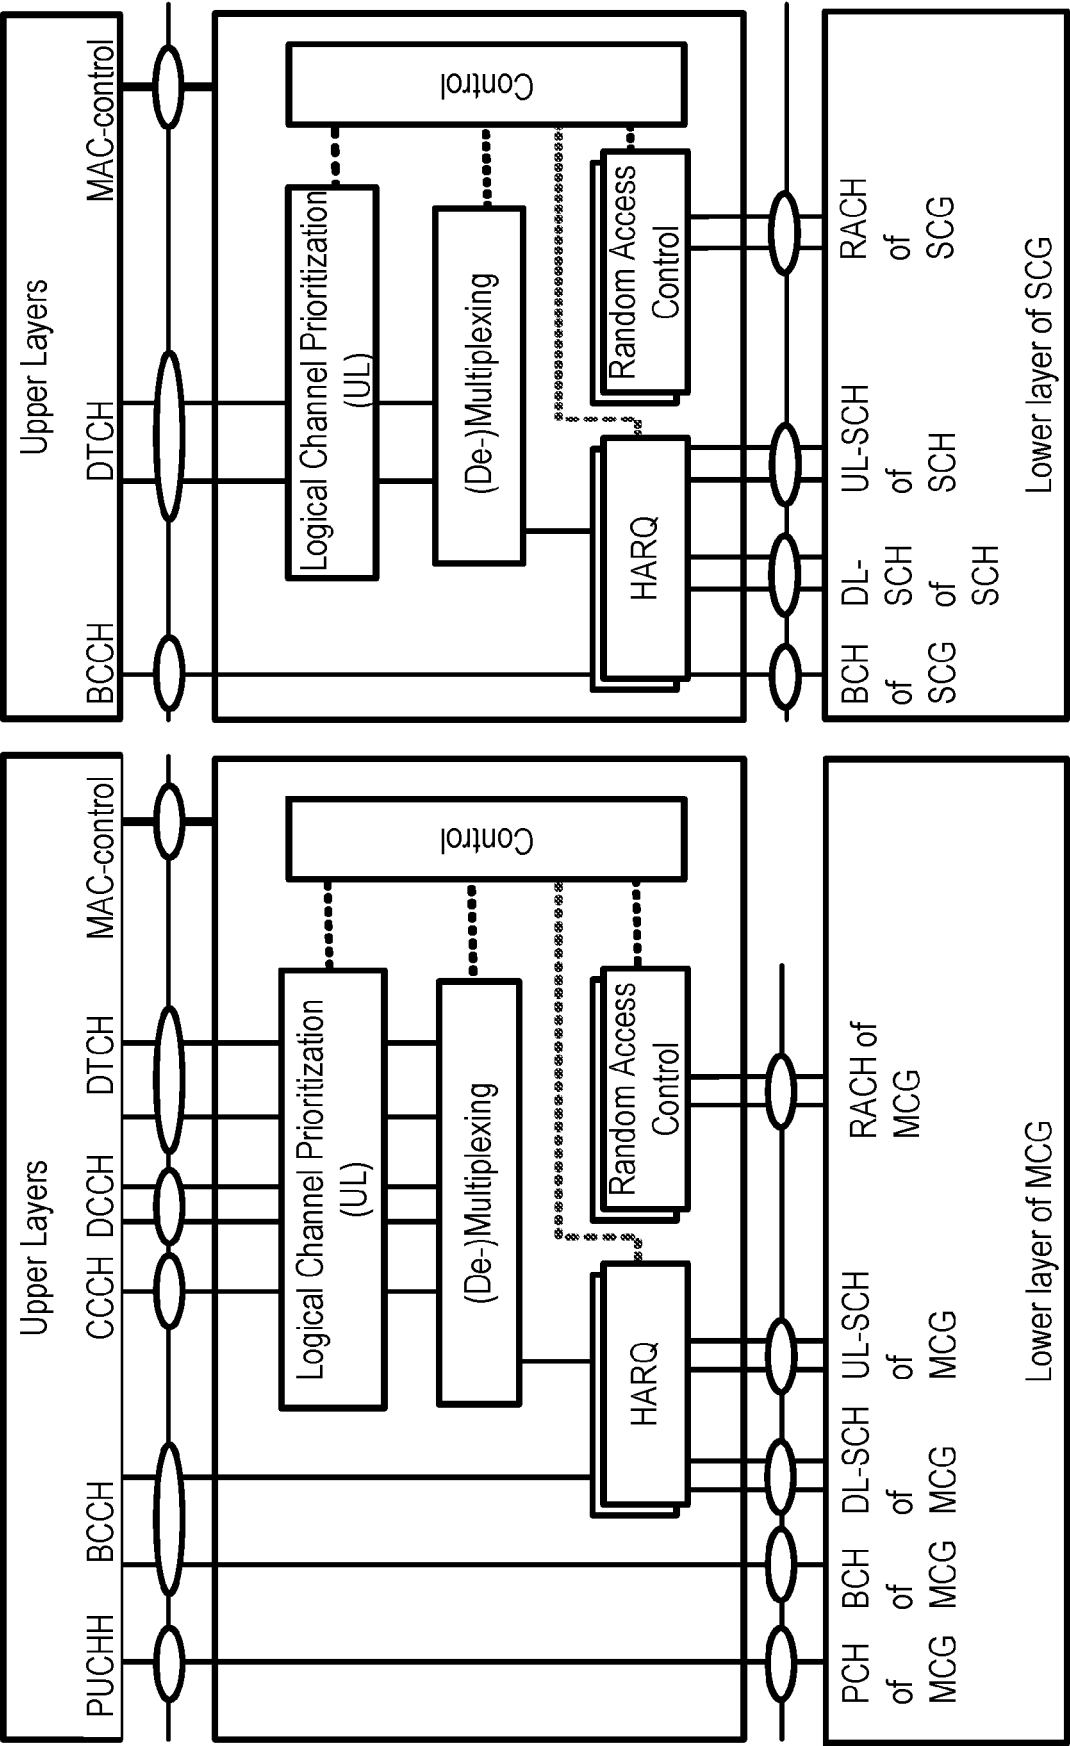 Upper Layers
PUCHH
BCCH
CCCH
DCCH
DTCH
MAC-control
Logical Channel Prioritization
(UL)
(De-)Multiplexing
HARQ
Random Access
Control
Control
PCH
of
MCG
BCH
of
MCG
DL-SCH
of
MCG
UL-SCH
of
MCG
RACH of
MCG
Lower layer of MCG
Upper Layers
BCCH
DTCH
MAC-control
Logical Channel Prioritization
(UL)
(De-)Multiplexing
HARQ
Random Access
Control
Control
BCH
of
SCG
DL-
SCH
of
SCH
UL-SCH
of
SCH
RACH
of
SCG
Lower layer of SCG